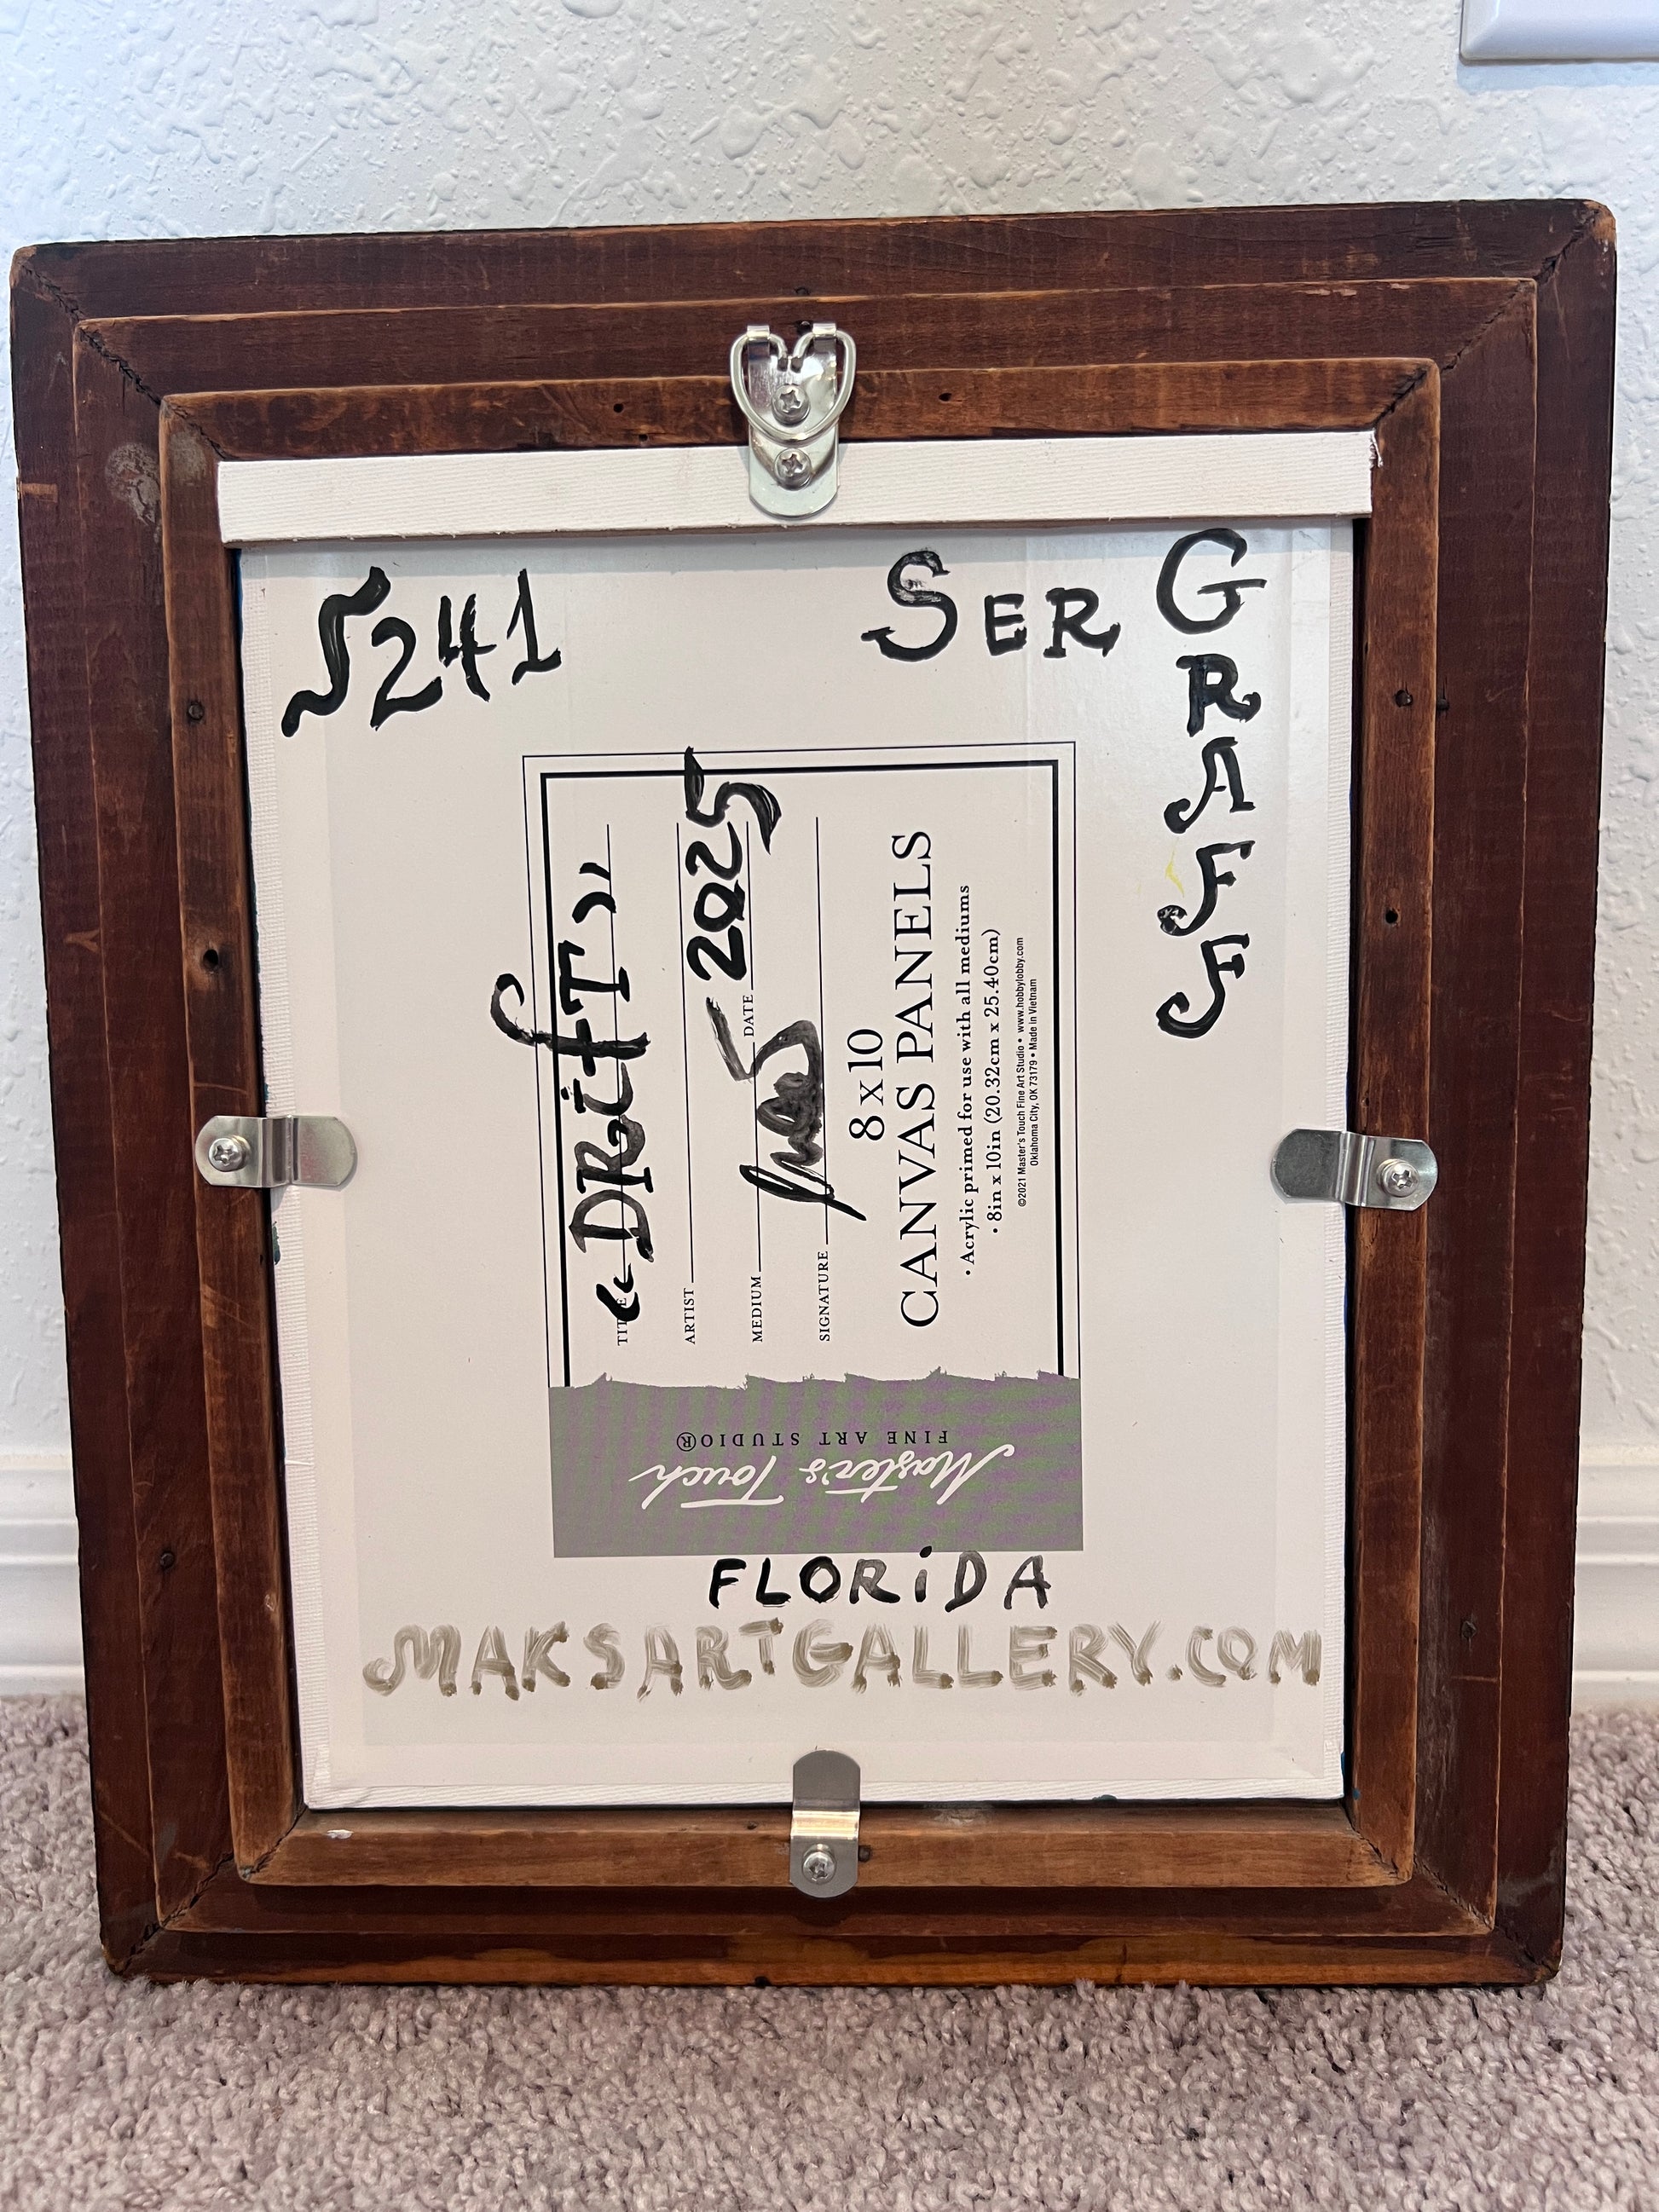 241
SER
GRAFF
"DRifT"
2025
TITLE
ARTIST
MEDIUM
DATE
SIGNATURE
8 x 10
CANVAS PANELS
• Acrylic primed for use with all mediums
• 8in x 10in (20.32cm x 25.40cm)
©2021 Master's Touch Fine Art Studio • www.hobbylobby.com
Oklahoma City, OK 73179 • Made in Vietnam
Master's Touch
FINE ART STUDIO®
FLORiDA
MAKSARTGALLERY.COM